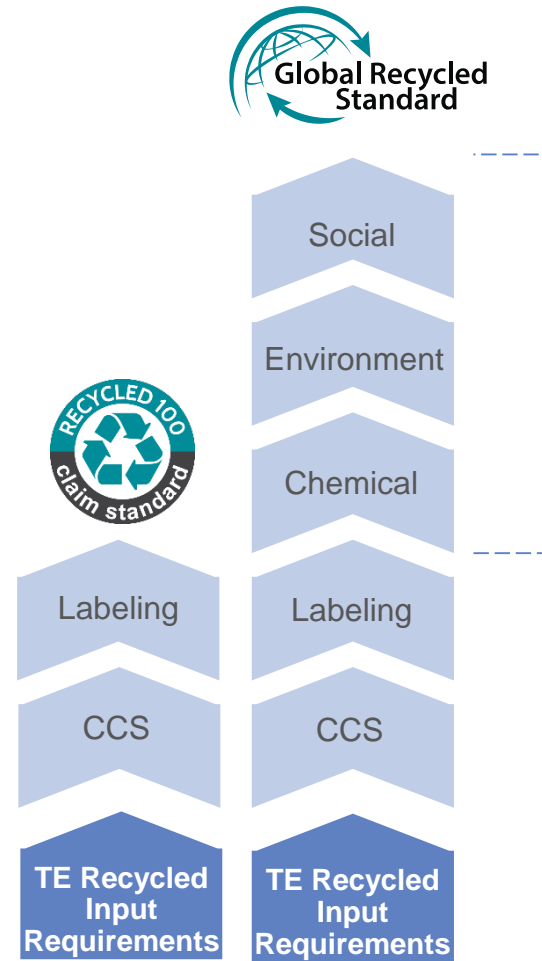 Global Recycled
Standard
Social
Environment
Chemical
RECYCLED 100
claim standard
Labeling
Labeling
CCS
CCS
TE Recycled
Input
Requirements
TE Recycled
Input
Requirements